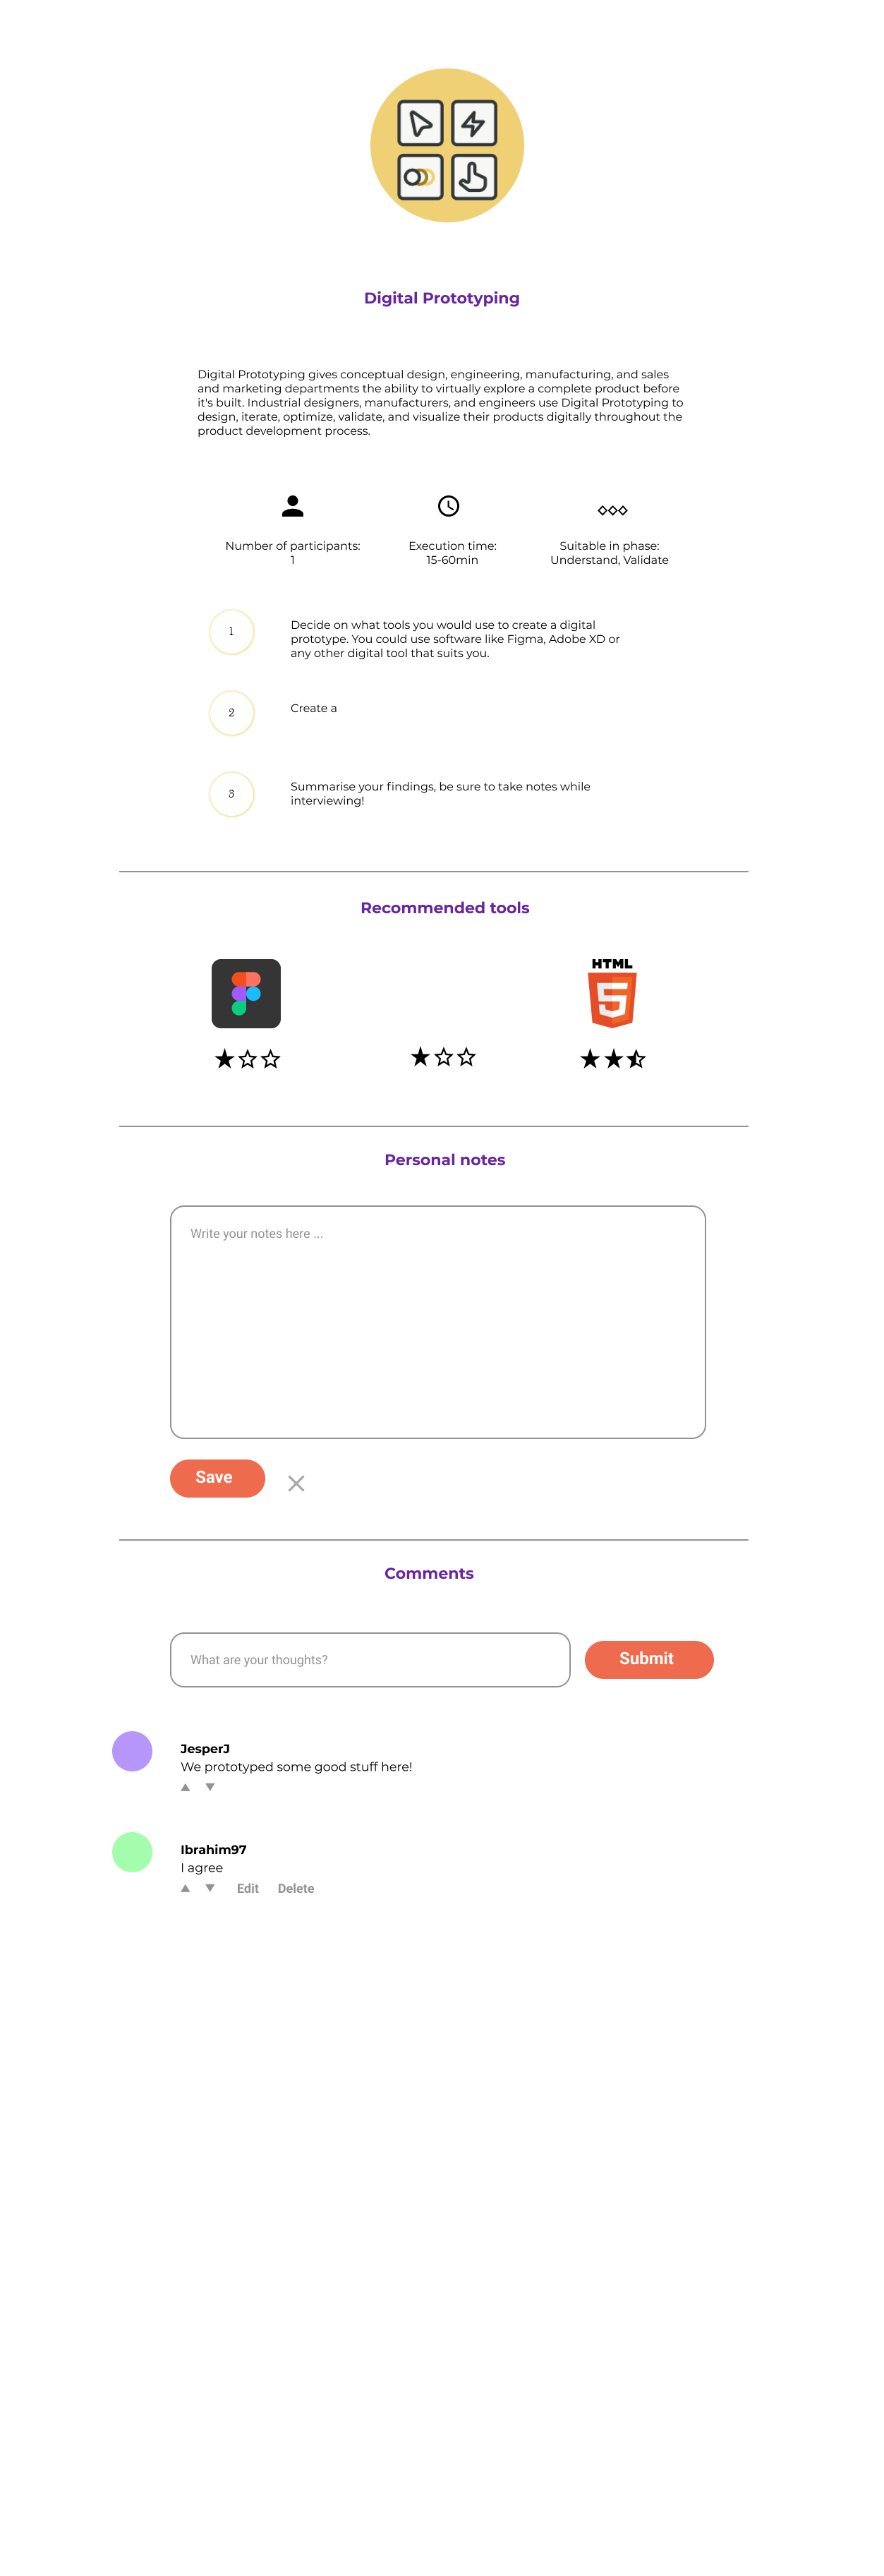 Digital Prototyping
Digital Prototyping gives conceptual design, engineering, manufacturing, and sales
and marketing departments the ability to virtually explore a complete product before
it's built. Industrial designers, manufacturers, and engineers use Digital Prototyping to
design, iterate, optimize, validate, and visualize their products digitally throughout the
product development process.
Number of participants:
1
Execution time:
15-60min
Suitable in phase:
Understand, Validate
1
Decide on what tools you would use to create a digital
prototype. You could use software like Figma, Adobe XD or
any other digital tool that suits you.
2
Create a
3
Summarise your findings, be sure to take notes while
interviewing!
Recommended tools
HTML
5
Personal notes
Write your notes here ...
Save
Comments
What are your thoughts?
Submit
JesperJ
We prototyped some good stuff here!
Ibrahim97
I agree
Edit Delete